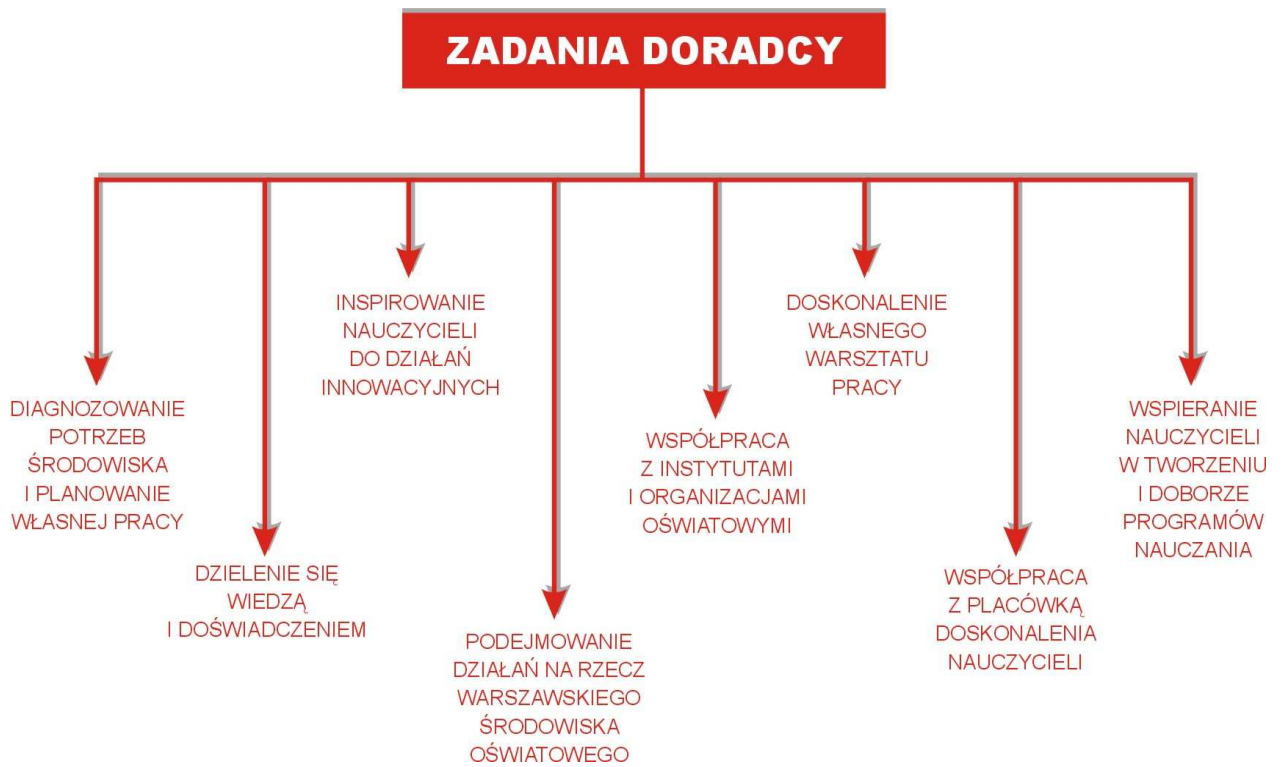 ZADANIA DORADCY
DIAGNOZOWANIE
POTRZEB
ŚRODOWISKA
I PLANOWANIE
WŁASNEJ PRACY
DZIELENIE SIĘ
WIEDZĄ
I DOŚWIADCZENIEM
INSPIROWANIE
NAUCZYCIELI
DO DZIAŁAŃ
INNOWACYJNYCH
PODEJMOWANIE
DZIAŁAŃ NA RZECZ
WARSZAWSKIEGO
ŚRODOWISKA
OŚWIATOWEGO
WSPÓŁPRACA
Z INSTYTUTAMI
I ORGANIZACJAMI
OŚWIATOWYMI
DOSKONALENIE
WŁASNEGO
WARSZTATU
PRACY
WSPÓŁPRACA
Z PLACÓWKĄ
DOSKONALENIA
NAUCZYCIELI
WSPIERANIE
NAUCZYCIELI
W TWORZENIU
I DOBORZE
PROGRAMÓW
NAUCZANIA